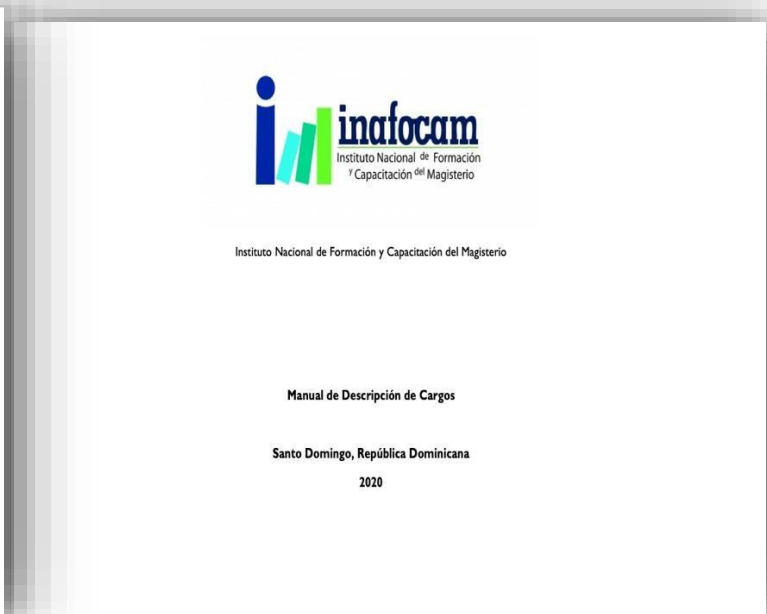 inafocam
Instituto Nacional de Formación
y Capacitación del Magisterio
Instituto Nacional de Formación y Capacitación del Magisterio
Manual de Descripción de Cargos
Santo Domingo, República Dominicana
2020